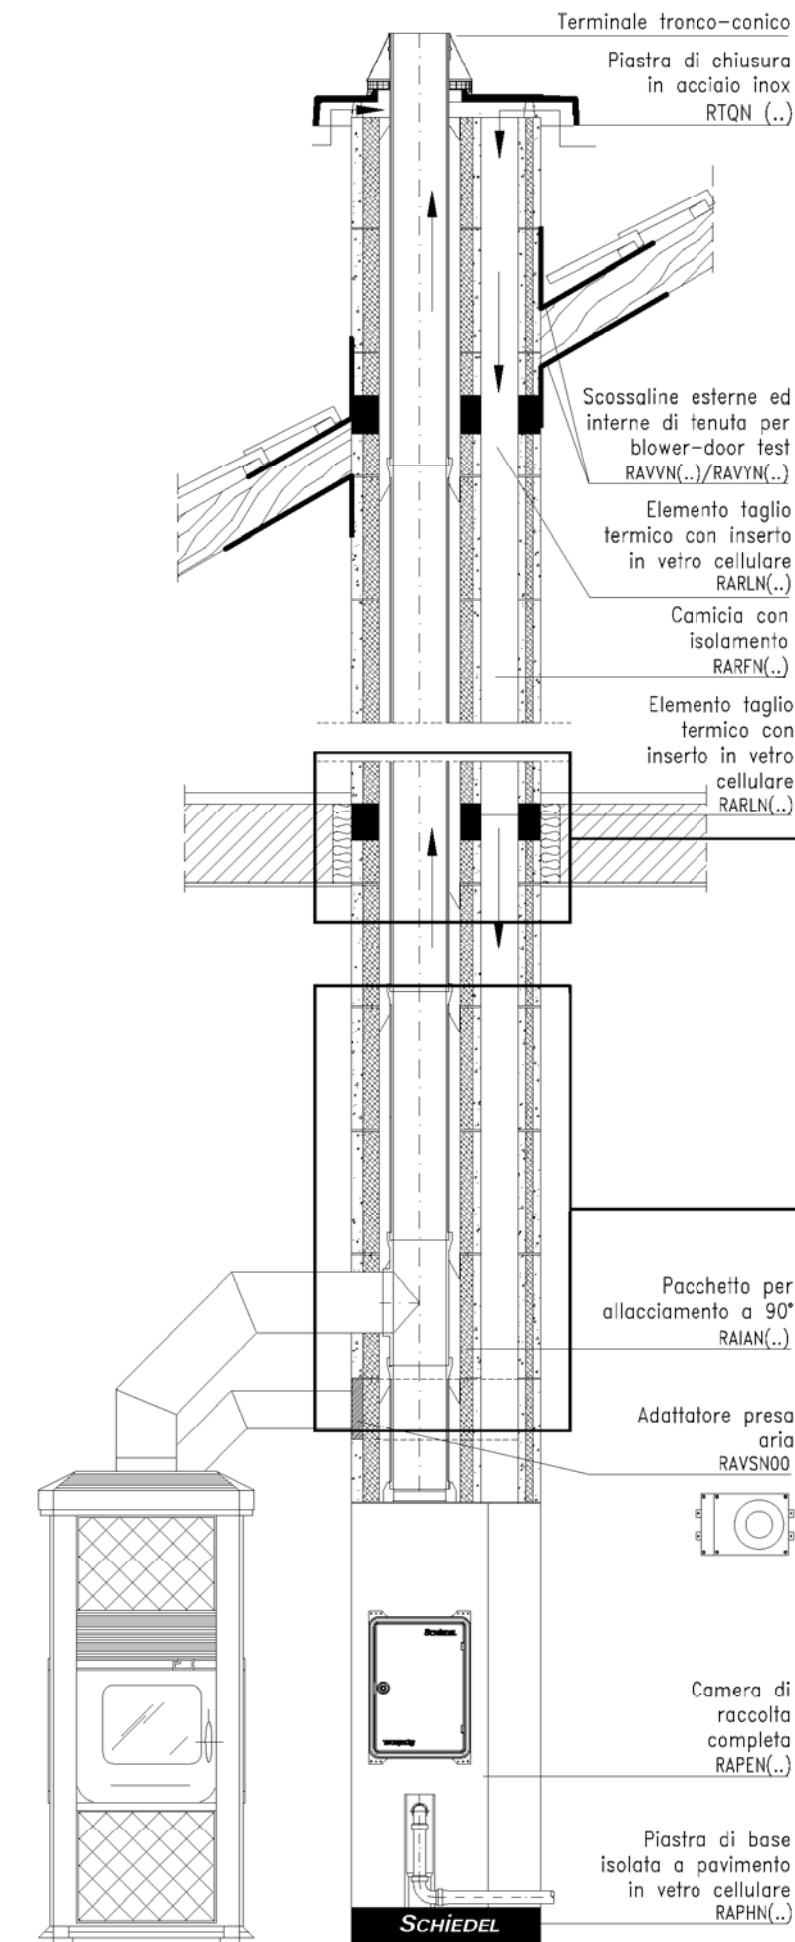 Terminale tronco-conico
Piastra di chiusura
in acciaio inox
RTQN (..)
Scossaline esterne ed
interne di tenuta per
blower-door test
RAVVN(..)/RAVYN(..)
Elemento taglio
termico con inserto
in vetro cellulare
RARLN(..)
Camicia con
isolamento
RARFN(..)
Elemento taglio
termico con
inserto in vetro
cellulare
RARLN(..)
Pacchetto per
allacciamento a 90°
RAIAN(..)
Adattatore presa
aria
RAVSN00
SCHIEDEL
Camera di
raccolta
completa
RAPEN(..)
Piastra di base
isolata a pavimento
in vetro cellulare
RAPHN(..)
SCHIEDEL